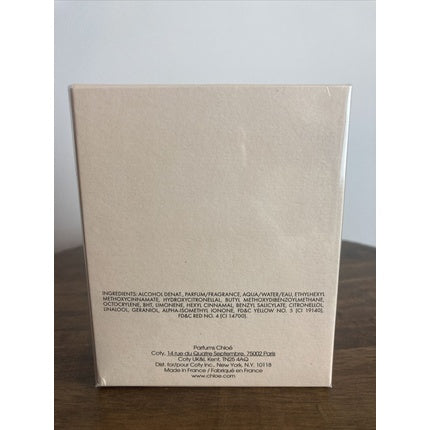 INGREDIENTS: ALCOHOL DENAT., PARFUM/FRAGRANCE, AQUA/WATER/EAU, ETHYLHEXYL
METHOXYCINNAMATE, HYDROXYCITRONELLAL, BUTYL METHOXYDIBENZOYLMETHANE,
OCTOCRYLENE, BHT, LIMONENE, HEXYL CINNAMAL, BENZYL SALICYLATE, CITRONELLOL,
LINALOOL, GERANIOL, ALPHA-ISOMETHYL IONONE, FD&C YELLOW NO. 5 (CI 19140),
FD&C RED NO. 4 (CI 14700).
Parfums Chloé
Coty, 14 rue du Quatre Septembre, 75002 Paris
Coty UK&I, Kent, TN25 4AQ
Dist. for/pour Coty Inc., New York, N.Y. 10118
Made in France / Fabriqué en France
www.chloe.com